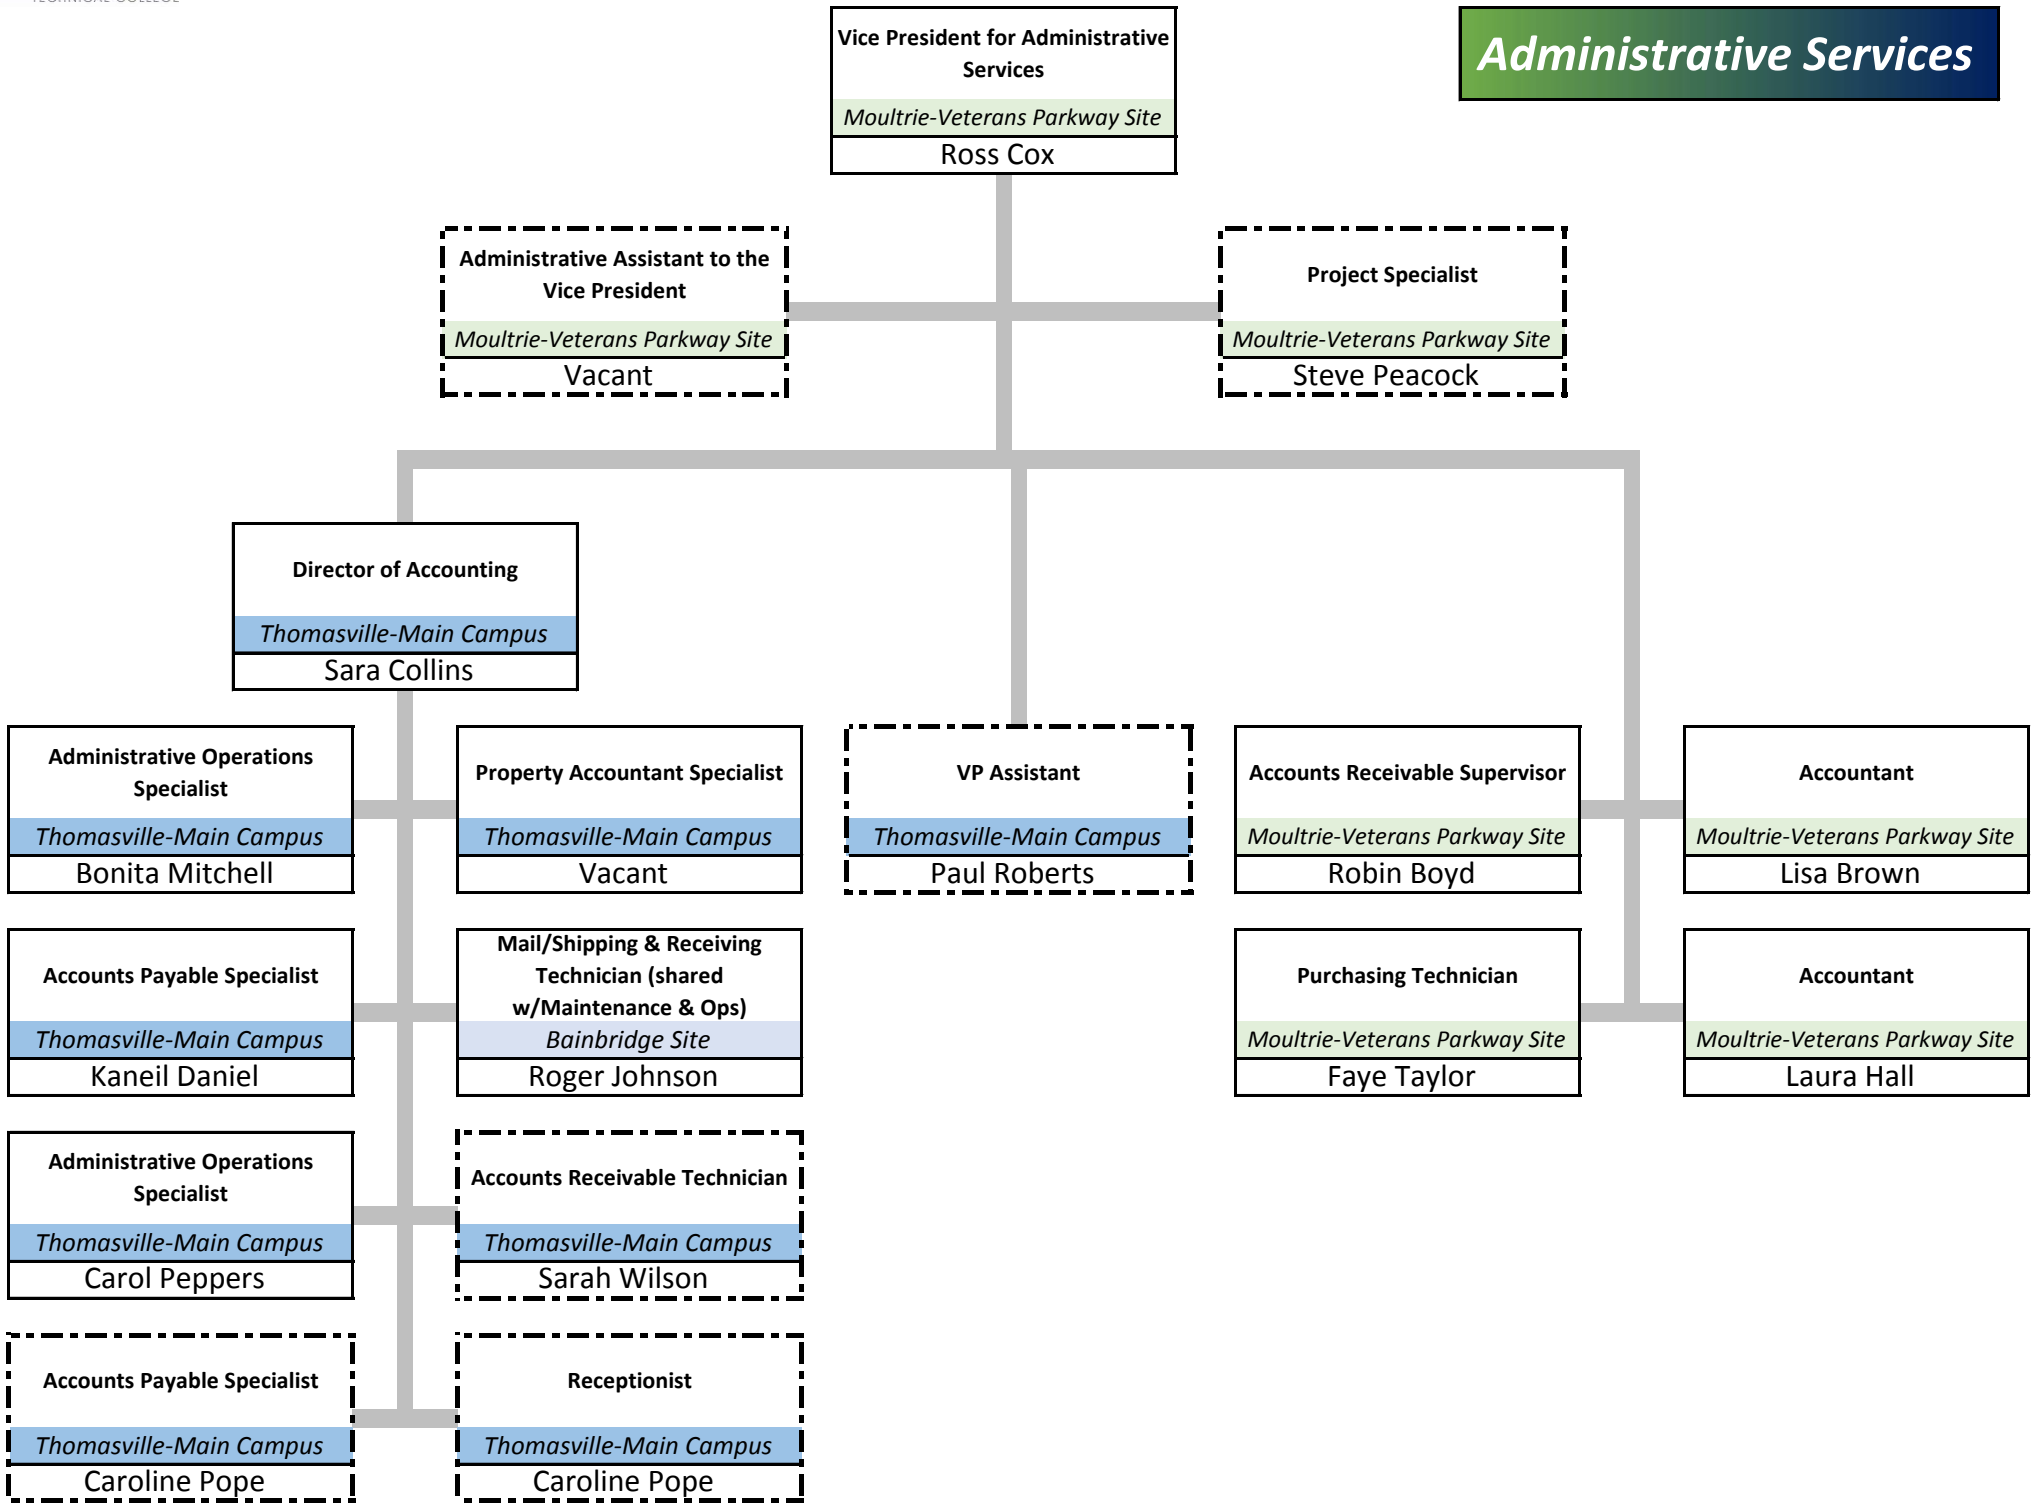 TECHNICAL COLLEGE
Administrative Services
Vice President for Administrative
Services
Moultrie-Veterans Parkway Site
Ross Cox
Administrative Assistant to the
Vice President
Moultrie-Veterans Parkway Site
Vacant
Project Specialist
Moultrie-Veterans Parkway Site
Steve Peacock
Director of Accounting
Thomasville-Main Campus
Sara Collins
Administrative Operations
Specialist
Thomasville-Main Campus
Bonita Mitchell
Property Accountant Specialist
Thomasville-Main Campus
Vacant
VP Assistant
Thomasville-Main Campus
Paul Roberts
Accounts Receivable Supervisor
Moultrie-Veterans Parkway Site
Robin Boyd
Accountant
Moultrie-Veterans Parkway Site
Lisa Brown
Accounts Payable Specialist
Thomasville-Main Campus
Kaneil Daniel
Mail/Shipping & Receiving
Technician (shared
w/Maintenance & Ops)
Bainbridge Site
Roger Johnson
Purchasing Technician
Moultrie-Veterans Parkway Site
Faye Taylor
Accountant
Moultrie-Veterans Parkway Site
Laura Hall
Administrative Operations
Specialist
Thomasville-Main Campus
Carol Peppers
Accounts Receivable Technician
Thomasville-Main Campus
Sarah Wilson
Accounts Payable Specialist
Thomasville-Main Campus
Caroline Pope
Receptionist
Thomasville-Main Campus
Caroline Pope